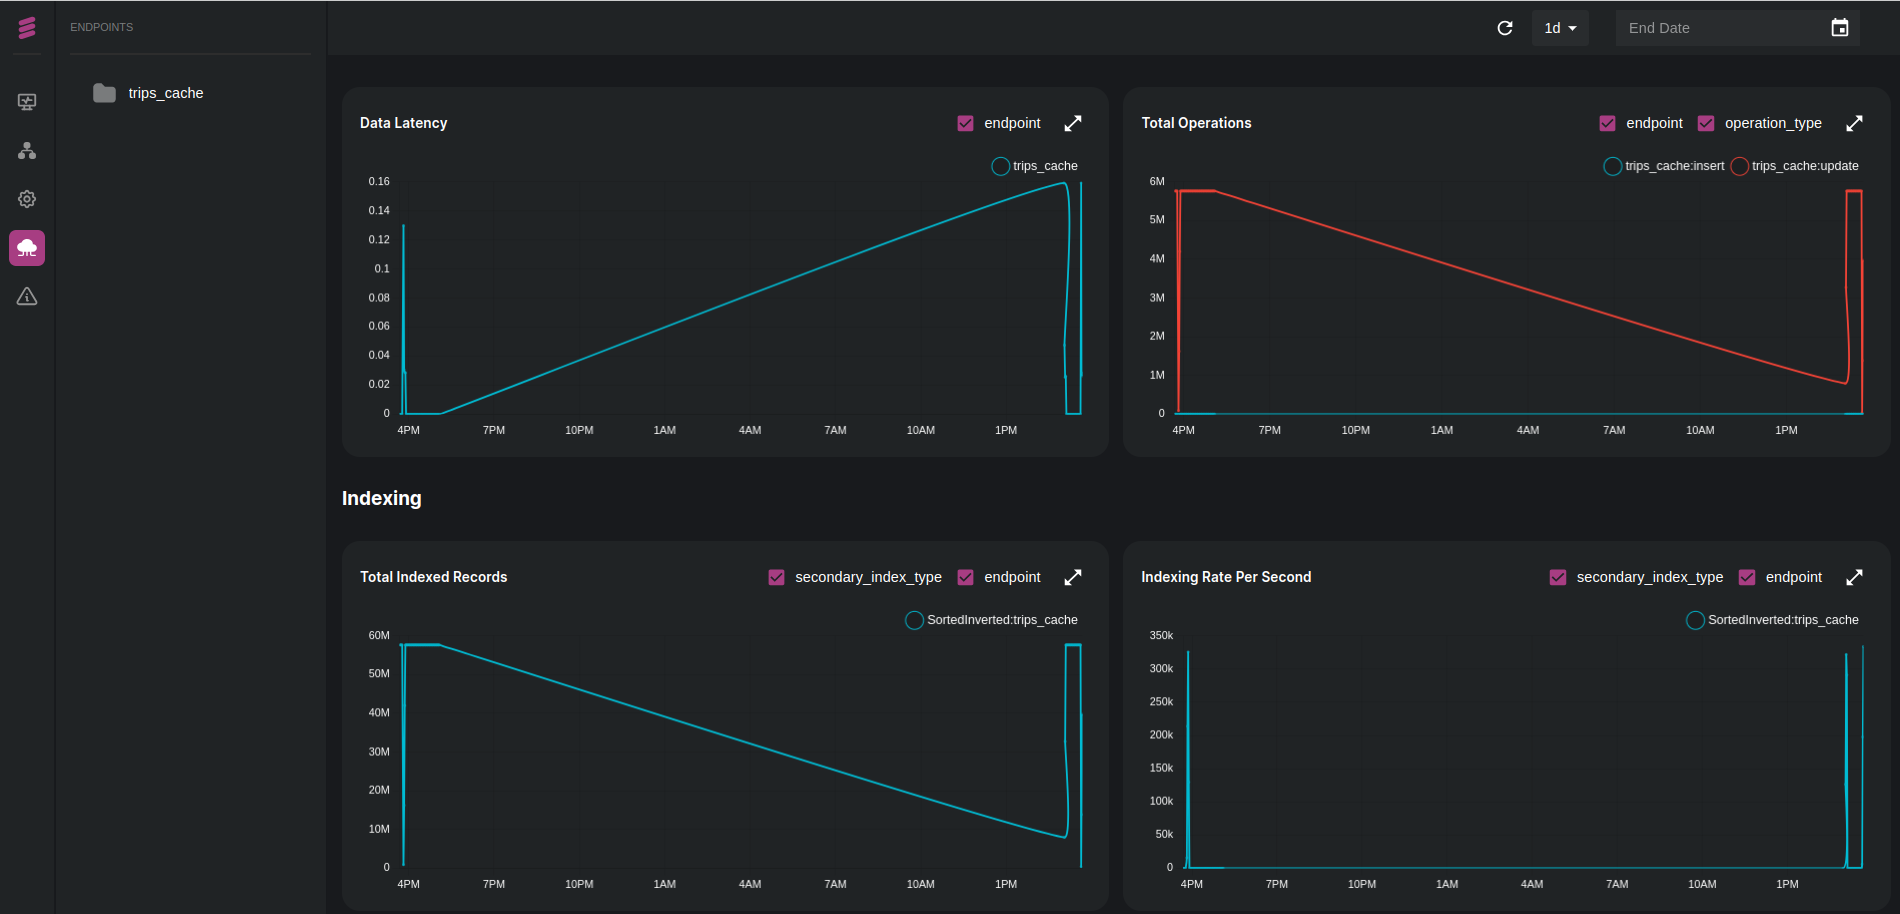 ENDPOINTS
1d
End Date
trips_cache
Data Latency
endpoint
trips_cache
0.16
0.14
0.12
0.1
0.08
0.06
0.04
0.02
0
4PM 7PM 10PM 1AM 4AM 7AM 10AM 1PM
Total Operations
endpoint operation_type
trips_cache:insert trips_cache:update
6M
5M
4M
3M
2M
1M
0
4PM 7PM 10PM 1AM 4AM 7AM 10AM 1PM
Indexing
Total Indexed Records
secondary_index_type endpoint
SortedInverted:trips_cache
60M
50M
40M
30M
20M
10M
0
4PM 7PM 10PM 1AM 4AM 7AM 10AM 1PM
Indexing Rate Per Second
secondary_index_type endpoint
SortedInverted:trips_cache
350k
300k
250k
200k
150k
100k
50k
0
4PM 7PM 10PM 1AM 4AM 7AM 10AM 1PM